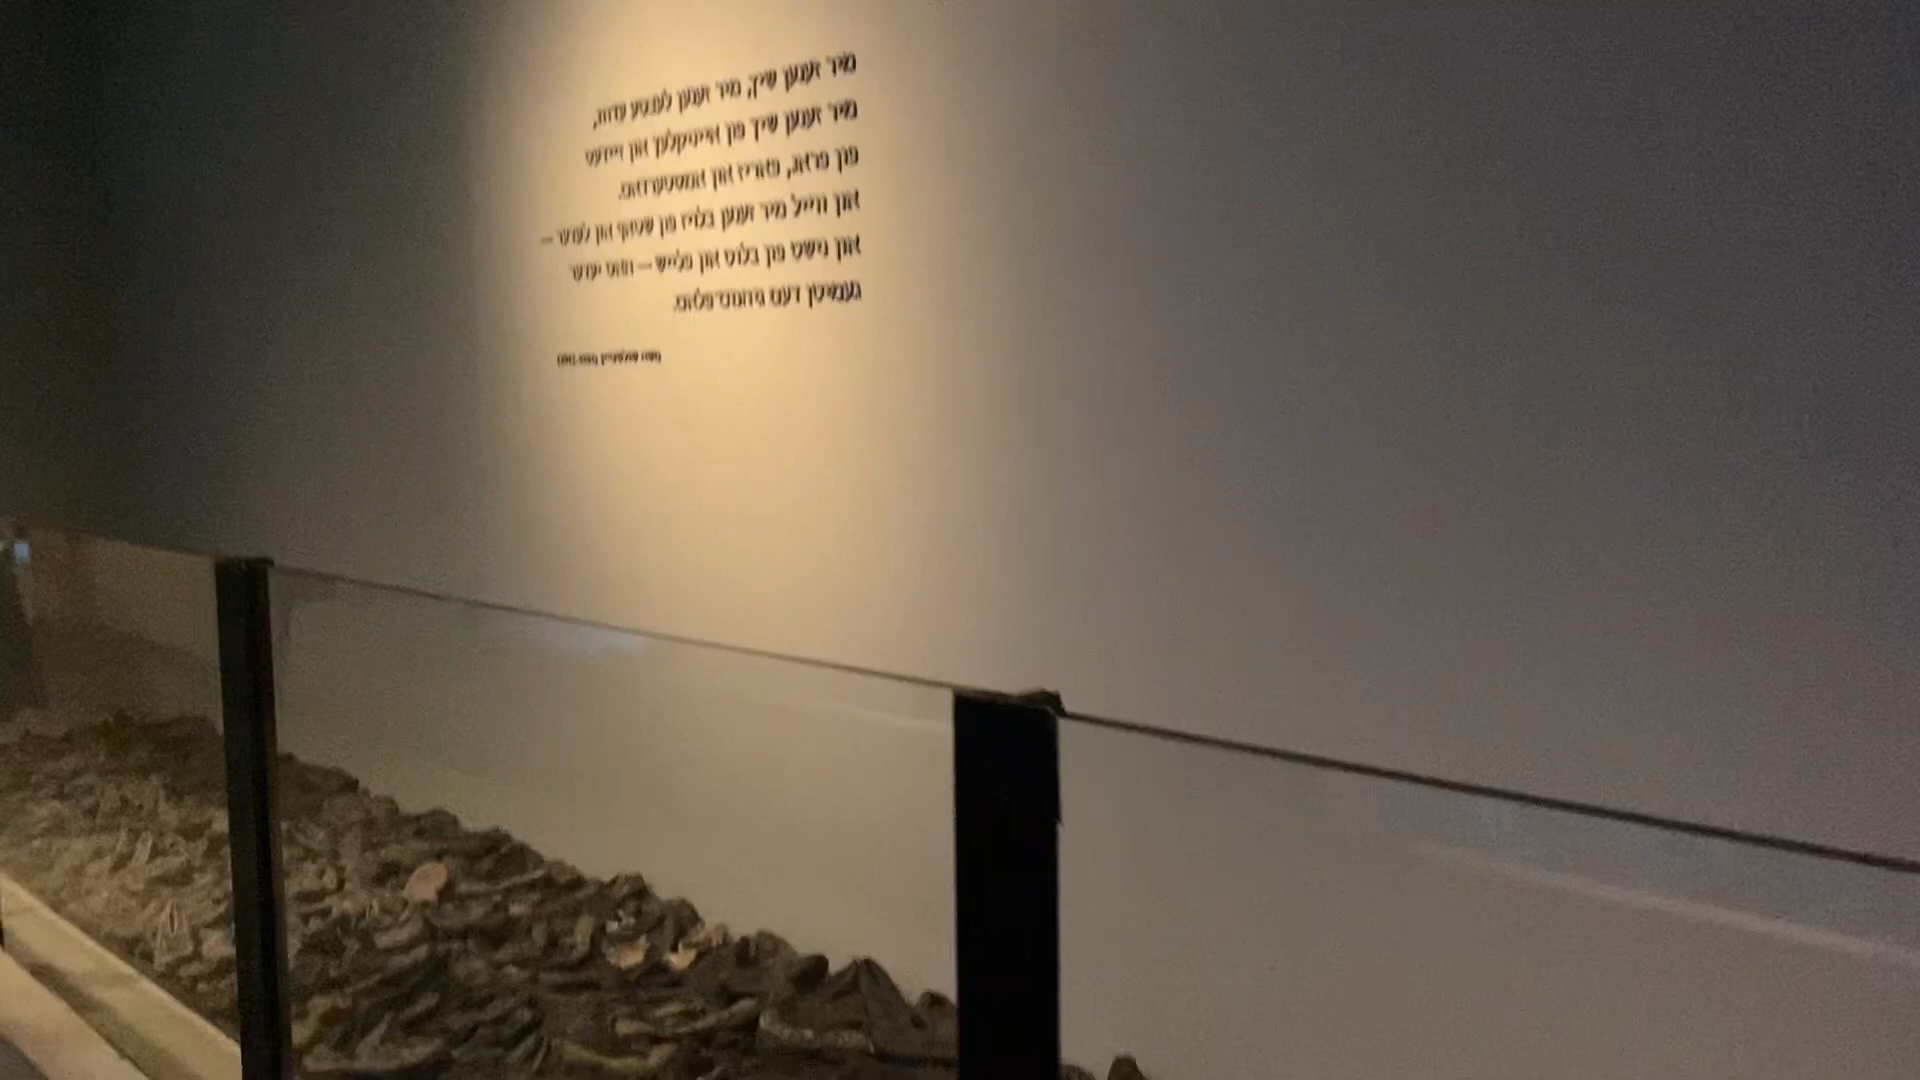 מיר זענען שיך, מיר זענען לעצטע עדות,
מיר זענען שיך פון אייניקלעך און זיידעס
פון פראג, פאריז און אמסטערדאם.
און ווייל מיר זענען בלויז פון שטאף און לעדער —
און נישט פון בלוט און פלייש — האט יעדער
געמיטן דעם גיהנום־פלאם.
משה שולשטיין